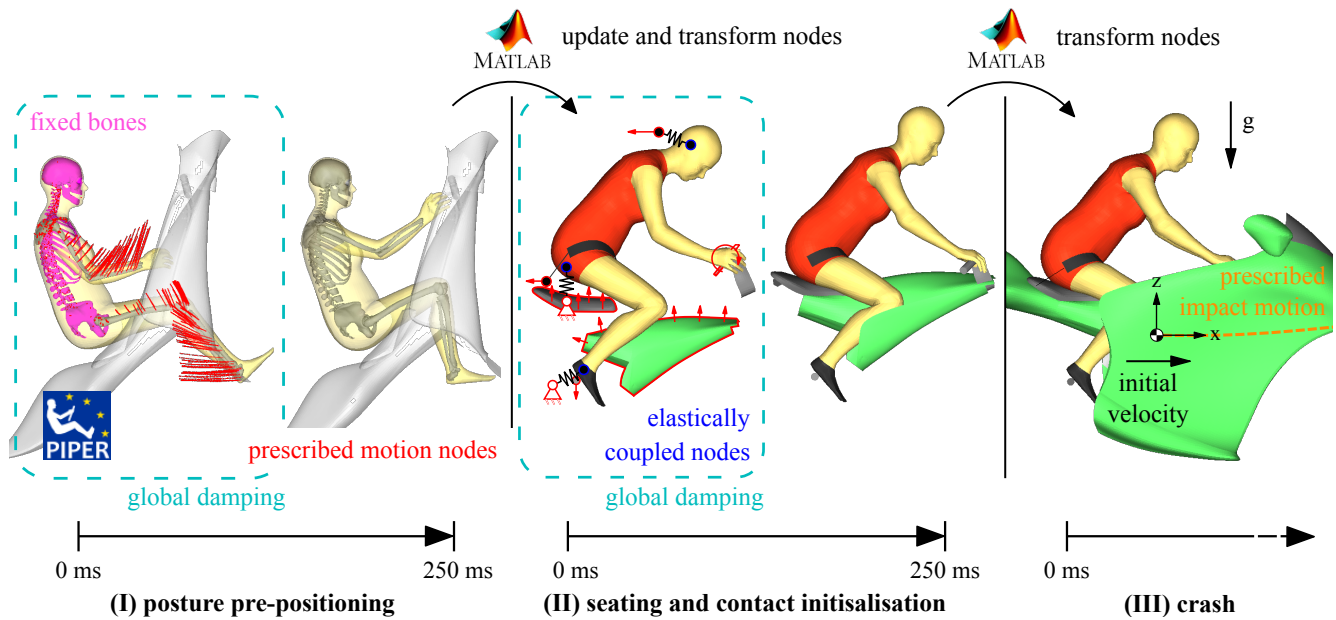 MATLAB
update and transform nodes
MATLAB
transform nodes
fixed bones
g
prescribed
impact motion
z
x
initial
velocity
PIPER
prescribed motion nodes
elastically
coupled nodes
global damping
global damping
0 ms
250 ms
0 ms
250 ms
0 ms
(I) posture pre-positioning
(II) seating and contact initisalisation
(III) crash